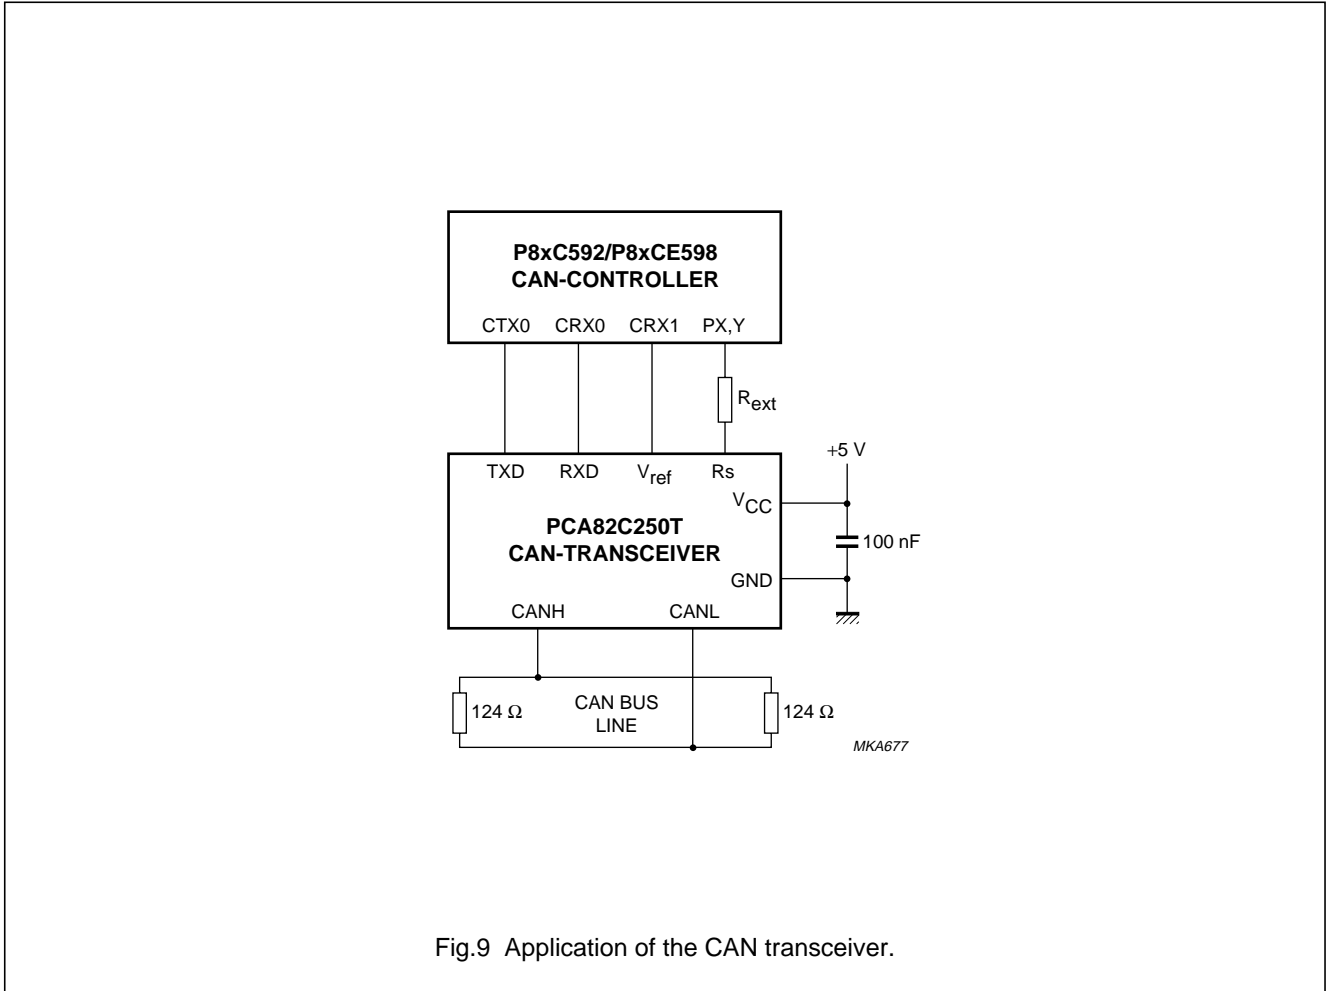 P8xC592/P8xCE598
CAN-CONTROLLER
CTX0 CRX0 CRX1 PX,Y
Rext
+5 V
TXD RXD Vref Rs
VCC
PCA82C250T
CAN-TRANSCEIVER
100 nF
GND
CANH CANL
124 Ω
CAN BUS
LINE
124 Ω
MKA677
Fig.9 Application of the CAN transceiver.